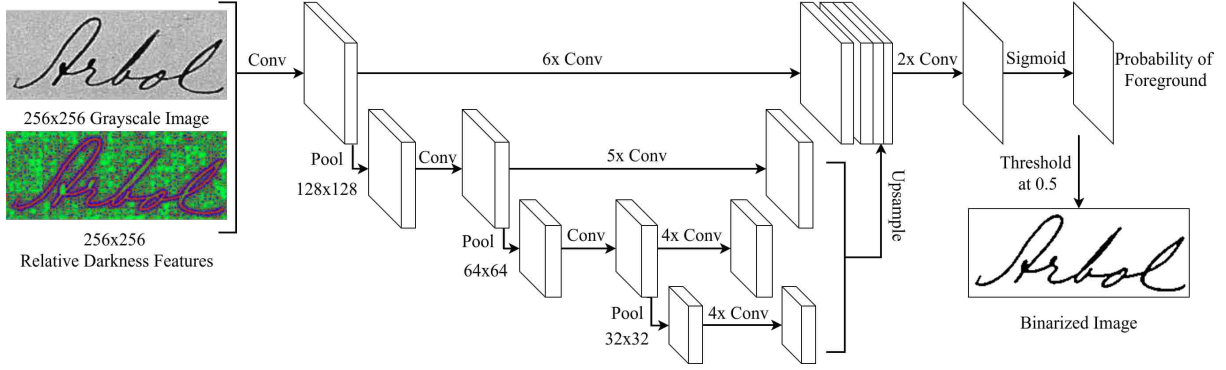 Arbol
256x256 Grayscale Image
256x256
Relative Darkness Features
Conv
6x Conv
2x Conv
Sigmoid
Probability of
Foreground
Pool
128x128
Conv
5x Conv
Upsample
Threshold
at 0.5
Pool
64x64
Conv
4x Conv
Pool
32x32
4x Conv
Arbol
Binarized Image
Arbol